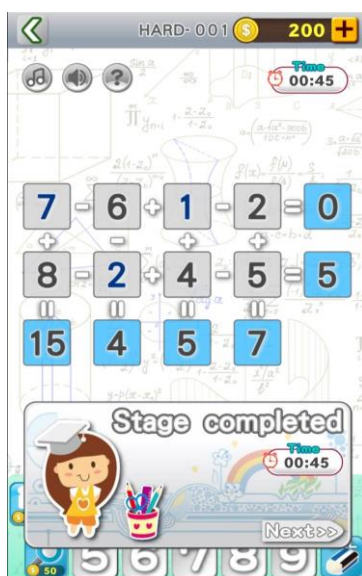 HARD-001 $ 200 +
Time
00:45
7 - 6 + 1 - 2 = 0
+ - + +
8 - 2 + 4 - 5 = 5
= = = =
15 4 5 7
Stage completed
Time
00:45
Next>>
50 5 6 7 8 9